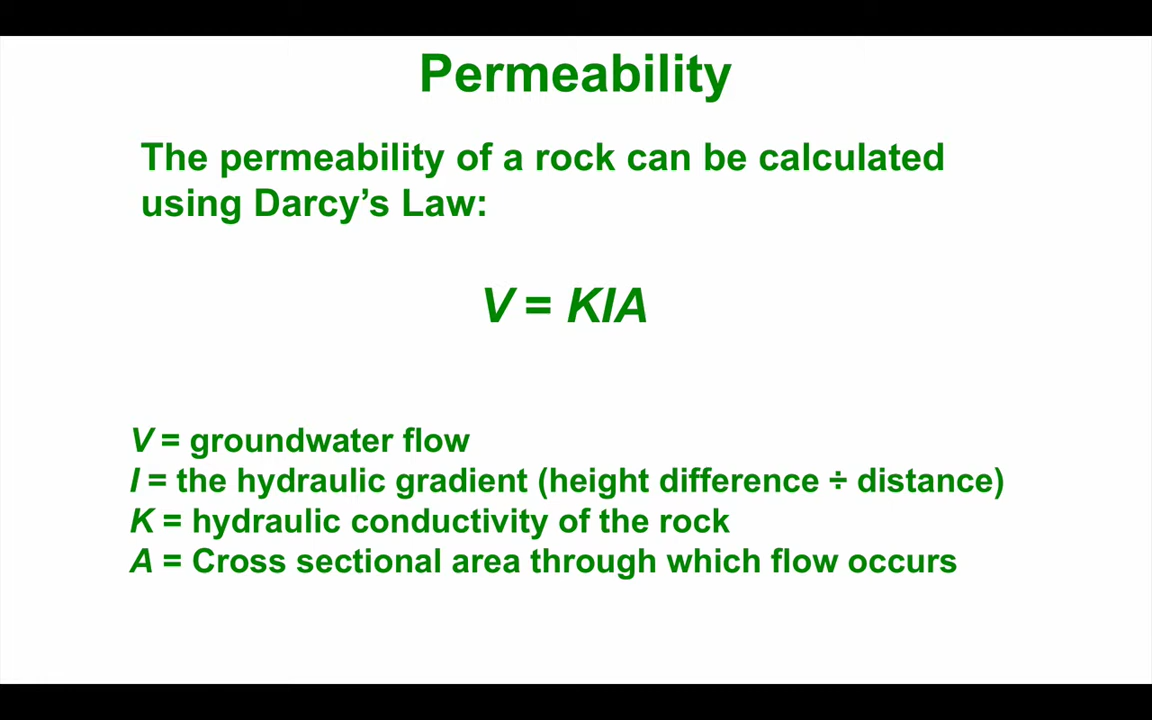 Permeability
The permeability of a rock can be calculated
using Darcy’s Law:
V = KIA
V = groundwater flow
I = the hydraulic gradient (height difference ÷ distance)
K = hydraulic conductivity of the rock
A = Cross sectional area through which flow occurs